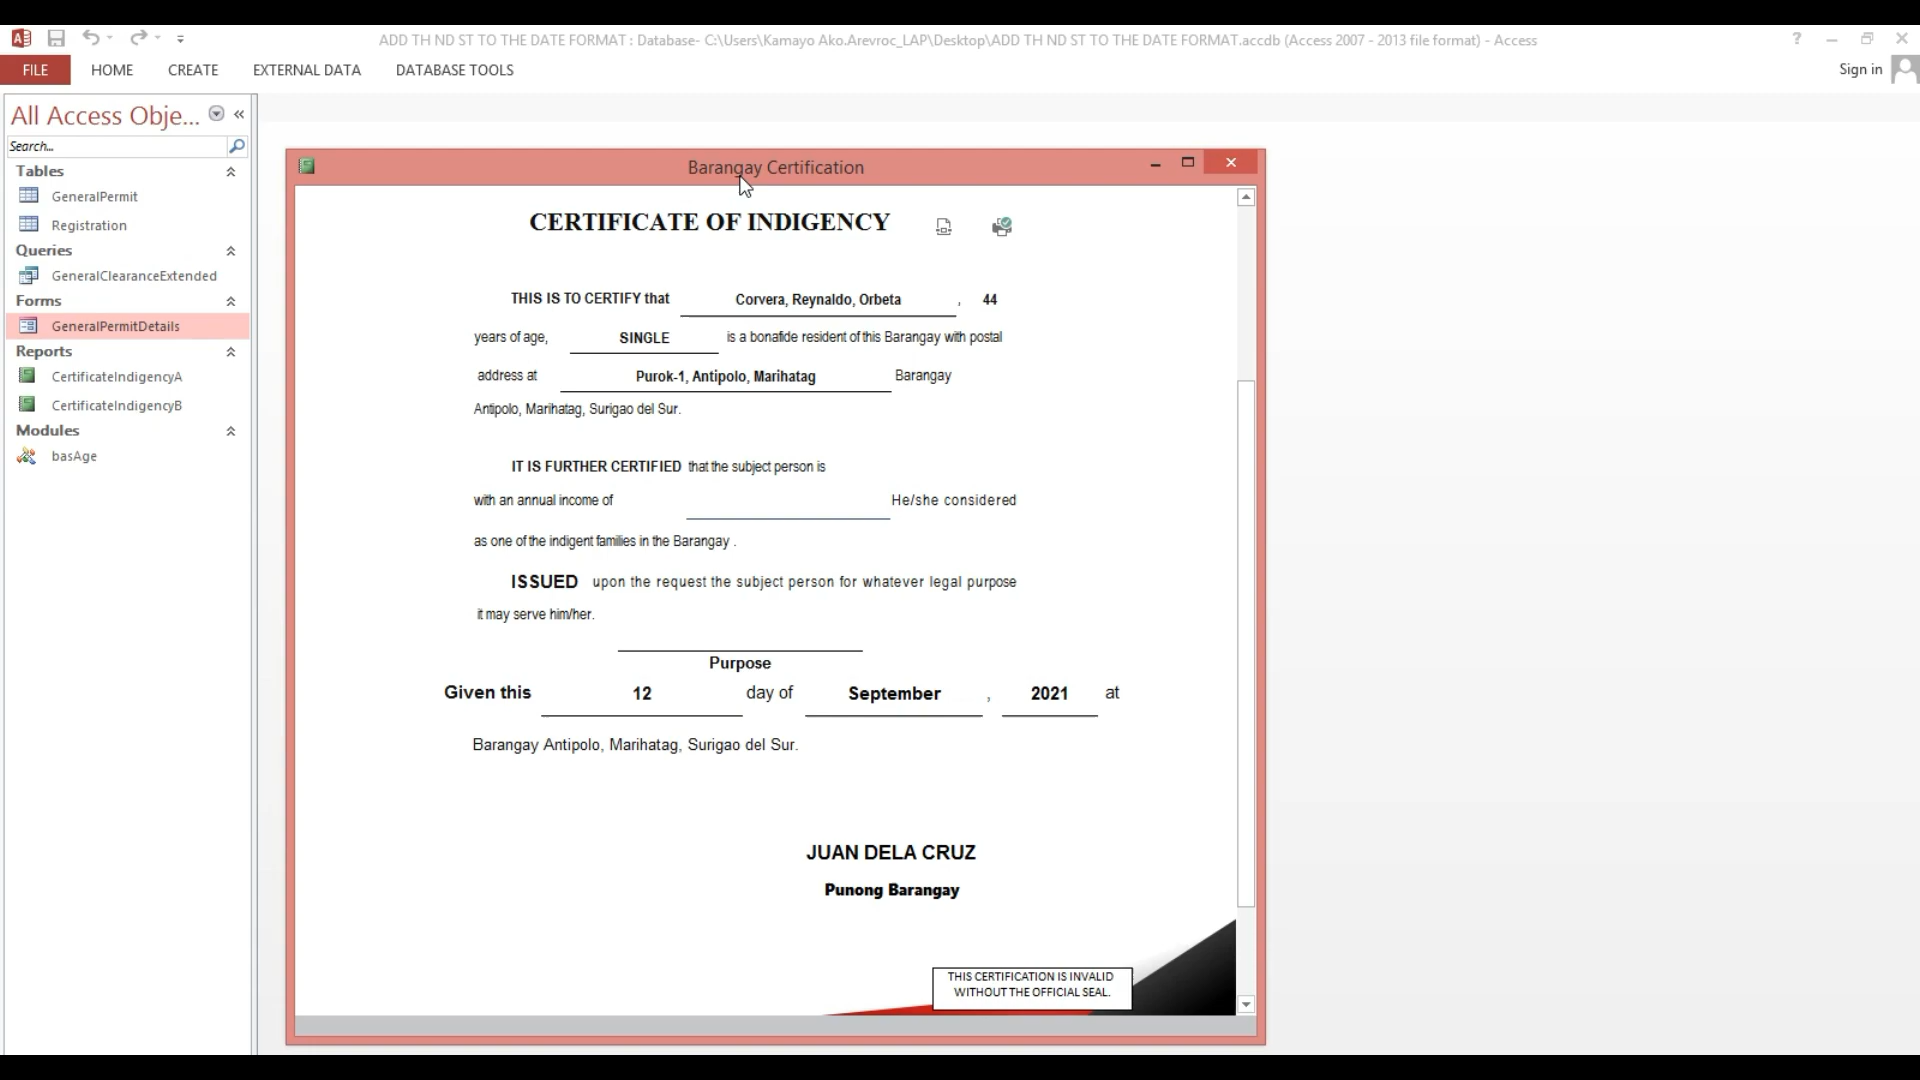 ADD TH ND ST TO THE DATE FORMAT : Database- C:\Users\Kamayo Ako.Arevroc_LAP\Desktop\ADD TH ND ST TO THE DATE FORMAT.accdb (Access 2007 - 2013 file format) - Access
FILE HOME CREATE EXTERNAL DATA DATABASE TOOLS Sign in
All Access Obje...
Search...
Tables
GeneralPermit
Registration
Queries
GeneralClearanceExtended
Forms
GeneralPermitDetails
Reports
CertificateIndigencyA
CertificateIndigencyB
Modules
basAge
Barangay Certification
CERTIFICATE OF INDIGENCY
THIS IS TO CERTIFY that Corvera, Reynaldo, Orbeta , 44
years of age, SINGLE is a bonafide resident of this Barangay with postal
address at Purok-1, Antipolo, Marihatag Barangay
Antipolo, Marihatag, Surigao del Sur.
IT IS FURTHER CERTIFIED that the subject person is
with an annual income of He/she considered
as one of the indigent families in the Barangay .
ISSUED upon the request the subject person for whatever legal purpose
it may serve him/her.
Purpose
Given this 12 day of September , 2021 at
Barangay Antipolo, Marihatag, Surigao del Sur.
JUAN DELA CRUZ
Punong Barangay
THIS CERTIFICATION IS INVALID
WITHOUT THE OFFICIAL SEAL.